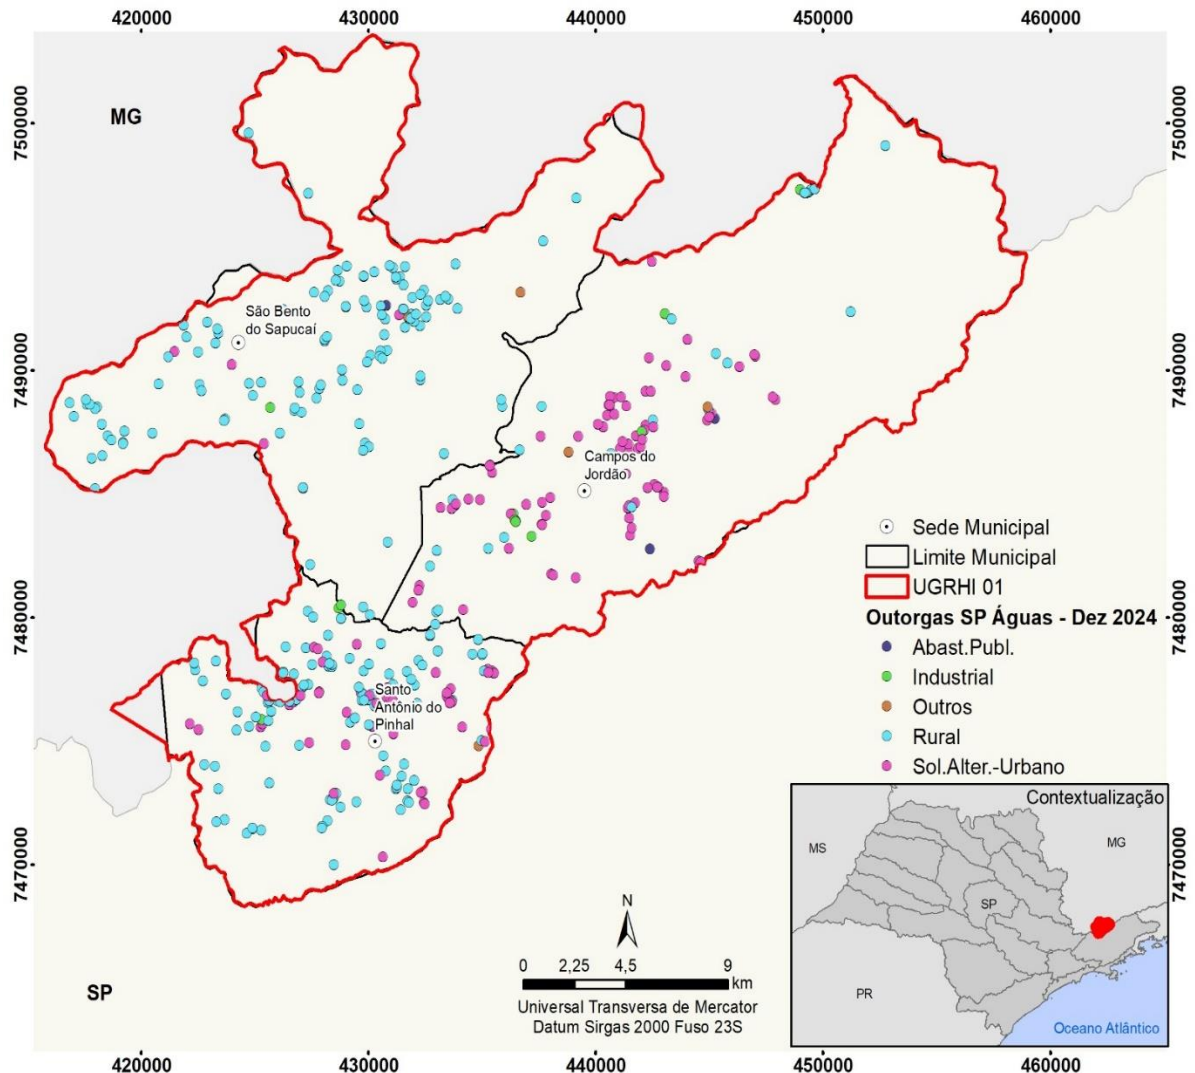 420000
430000
440000
450000
460000
7500000
7500000
MG
São Bento
do Sapucaí
7490000
7490000
Campos do
Jordão
Sede Municipal
Limite Municipal
UGRHI 01
Outorgas SP Águas - Dez 2024
Abast.Publ.
Industrial
Outros
Rural
Sol.Alter.-Urbano
7480000
7480000
Santo
Antônio do
Pinhal
7470000
7470000
Contextualização
MS
MG
SP
PR
Oceano Atlântico
N
0 2,25 4,5 9
km
Universal Transversa de Mercator
Datum Sirgas 2000 Fuso 23S
SP
420000
430000
440000
450000
460000